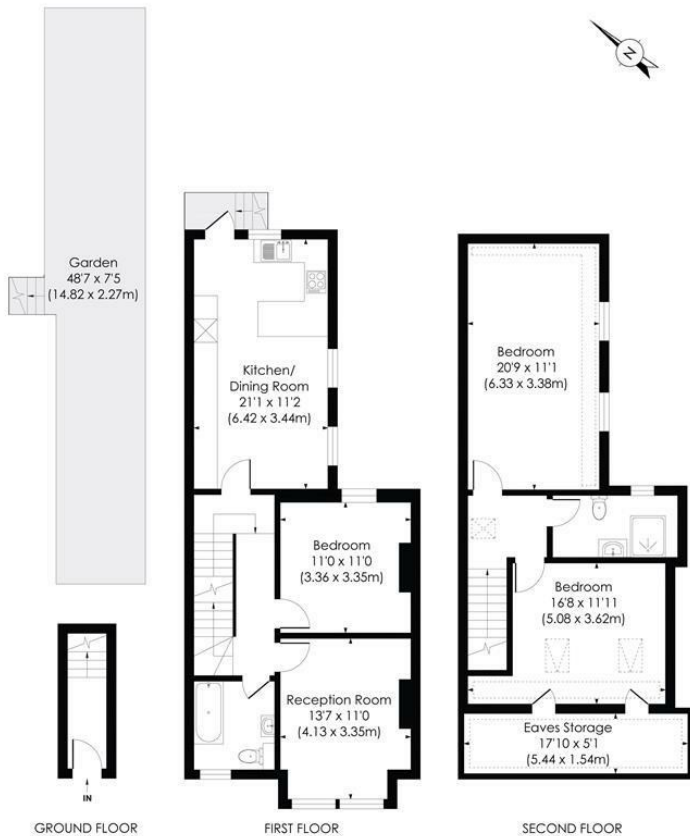 N
Garden
48'7 x 7'5
(14.82 x 2.27m)
Kitchen/
Dining Room
21'1 x 11'2
(6.42 x 3.44m)
Bedroom
11'0 x 11'0
(3.36 x 3.35m)
Reception Room
13'7 x 11'0
(4.13 x 3.35m)
Bedroom
20'9 x 11'1
(6.33 x 3.38m)
Bedroom
16'8 x 11'11
(5.08 x 3.62m)
Eaves Storage
17'10 x 5'1
(5.44 x 1.54m)
IN
GROUND FLOOR
FIRST FLOOR
SECOND FLOOR